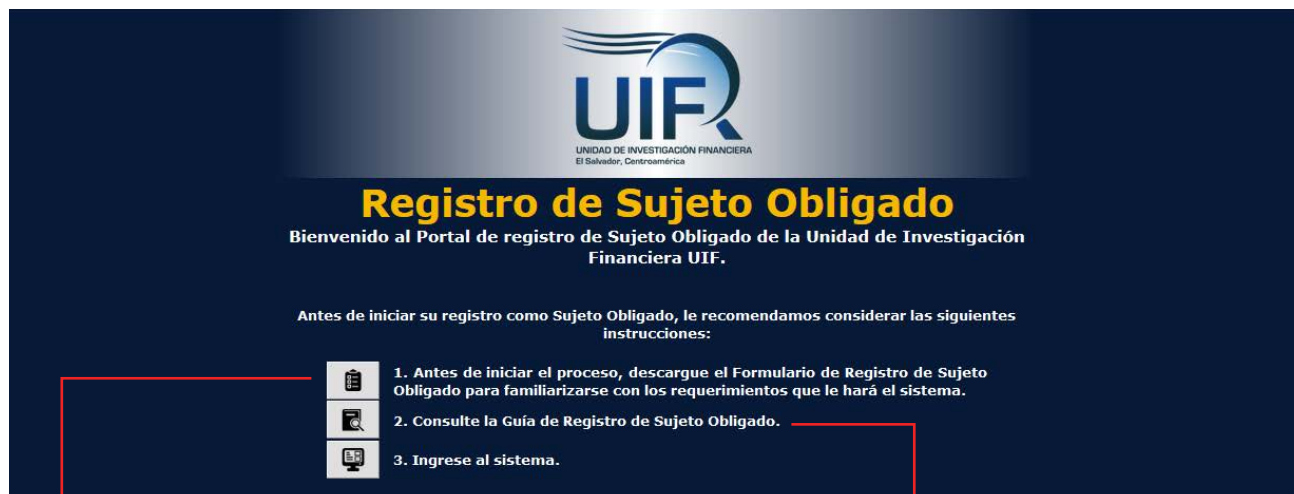 UIF
UNIDAD DE INVESTIGACIÓN FINANCIERA
El Salvador, Centroamérica
Registro de Sujeto Obligado
Bienvenido al Portal de registro de Sujeto Obligado de la Unidad de Investigación
Financiera UIF.
Antes de iniciar su registro como Sujeto Obligado, le recomendamos considerar las siguientes
instrucciones:
1. Antes de iniciar el proceso, descargue el Formulario de Registro de Sujeto
Obligado para familiarizarse con los requerimientos que le hará el sistema.
2. Consulte la Guía de Registro de Sujeto Obligado.
3. Ingrese al sistema.